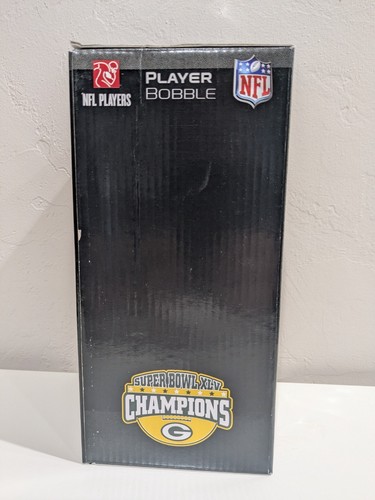 NFL PLAYERS
PLAYER
BOBBLE
NFL
SUPER BOWL XLV
CHAMPIONS
G